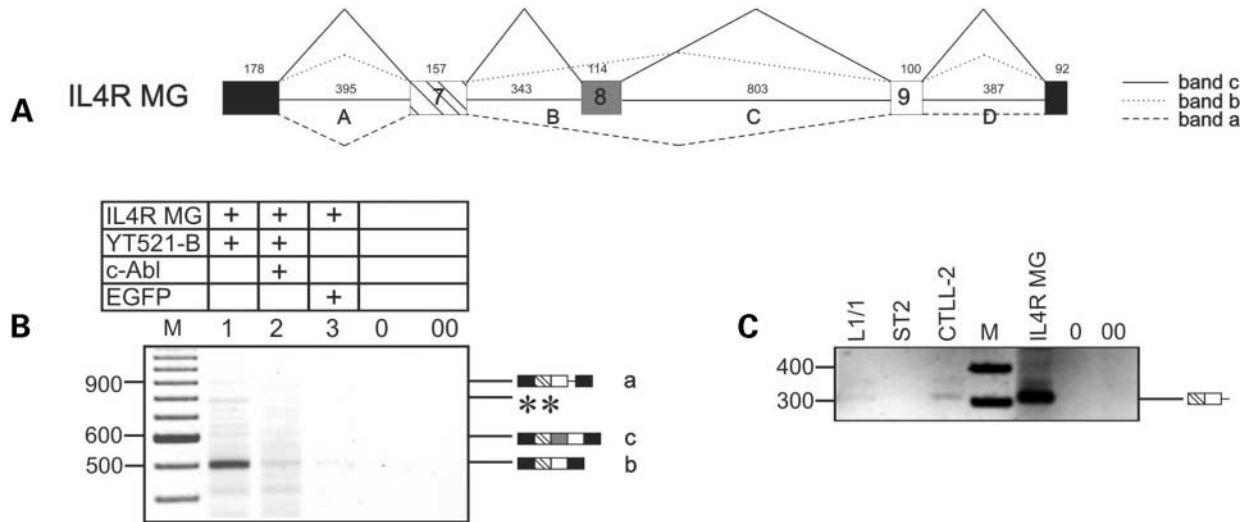 178 157 114 100 92
IL4R MG 395 7 343 8 803 9 387
A A B C D
band c
band b
band a
IL4R MG + + +
YT521-B + +
c-Abl +
EGFP +
B M 1 2 3 0 00
900
600
500
a
**
c
b
C L1/1 ST2 CTLL-2 M IL4R MG 0 00
400
300